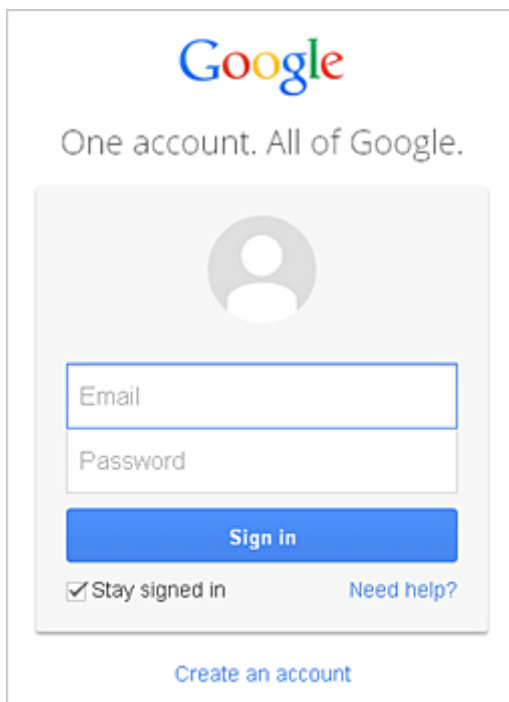 Google
One account. All of Google.
Email
Password
Sign in
Stay signed in Need help?
Create an account